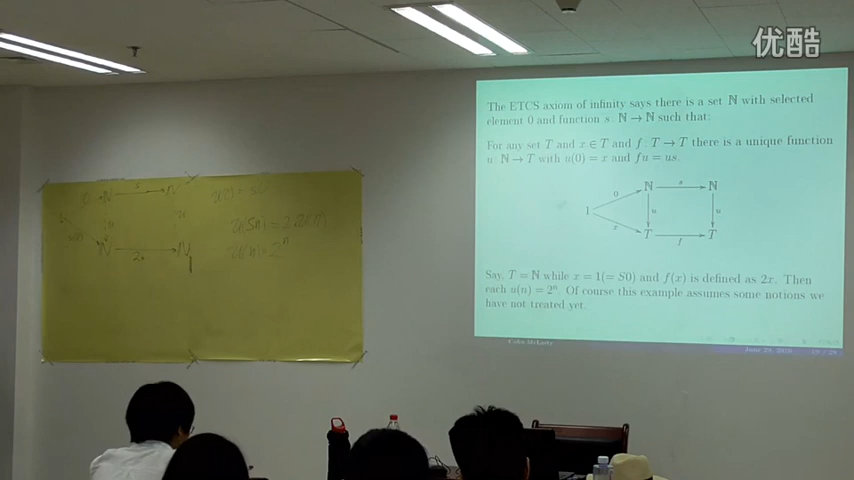 优酷
The ETCS axiom of infinity says there is a set ℕ with selected
element 0 and function s : ℕ → ℕ such that:
For any set T and x ∈ T and f : T → T there is a unique function
u : ℕ → T with u(0) = x and fu = us.
0 ℕ s ℕ
1 u u
x T f T
Say, T = ℕ while x = 1(= S0) and f(x) is defined as 2x. Then
each u(n) = 2ⁿ. Of course this example assumes some notions we
have not treated yet.
Colin McLarty
0 N s N
N 2x N
u(n) = 2ⁿ